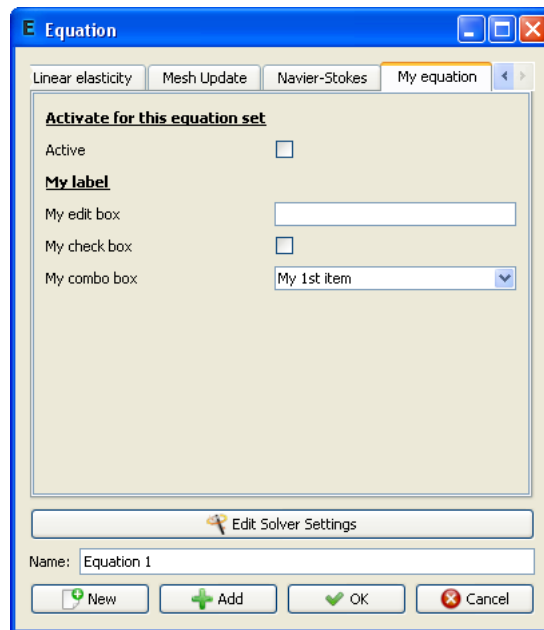 E Equation
Linear elasticity Mesh Update Navier-Stokes My equation
Activate for this equation set
Active
My label
My edit box
My check box
My combo box My 1st item
Edit Solver Settings
Name: Equation 1
New Add OK Cancel